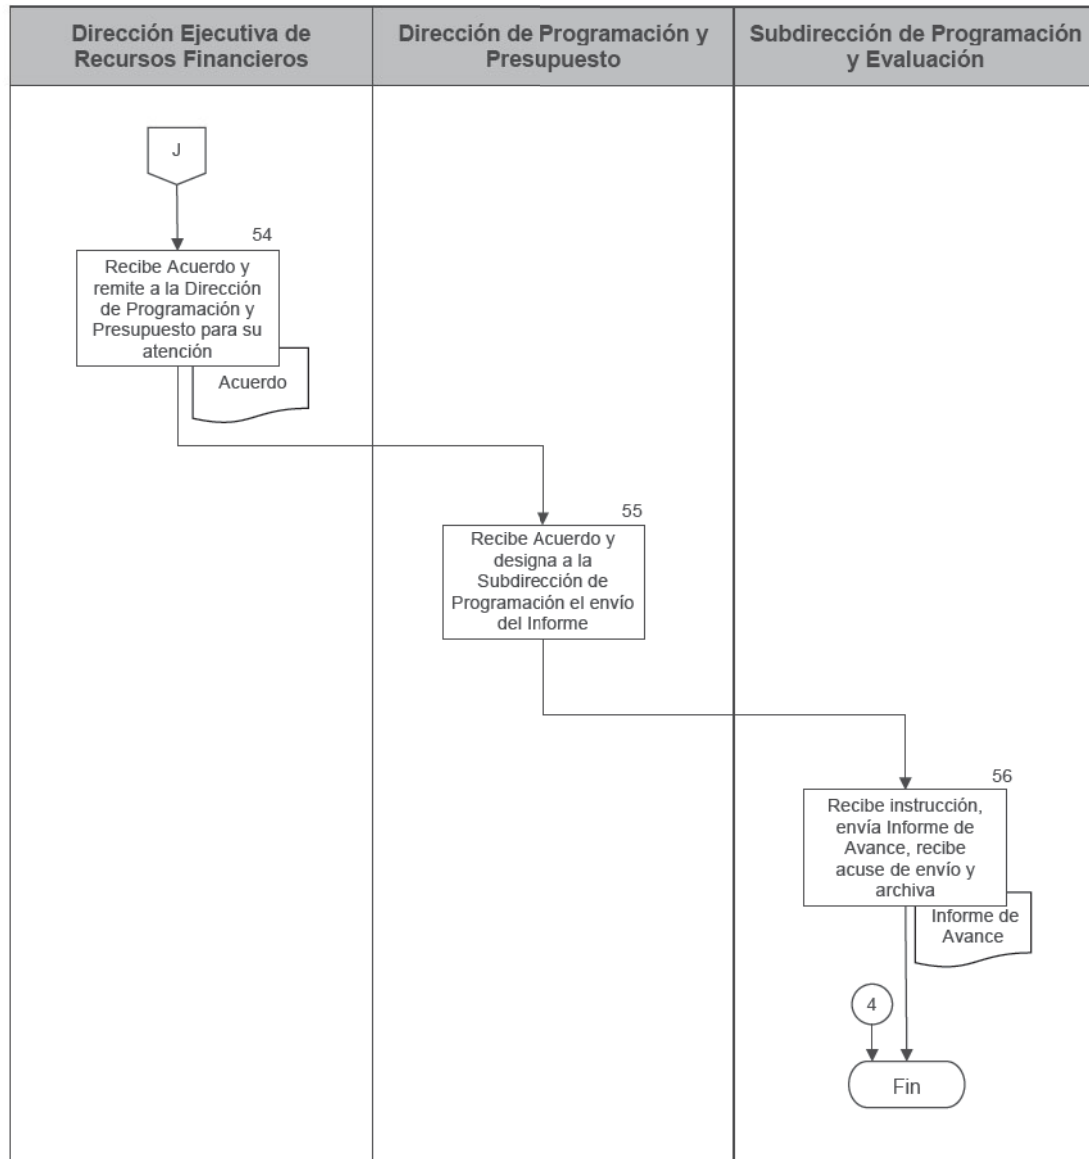 Dirección Ejecutiva de
Recursos Financieros
Dirección de Programación y
Presupuesto
Subdirección de Programación
y Evaluación
J
54
Recibe Acuerdo y
remite a la Dirección
de Programación y
Presupuesto para su
atención
Acuerdo
55
Recibe Acuerdo y
designa a la
Subdirección de
Programación el envío
del Informe
56
Recibe instrucción,
envía Informe de
Avance, recibe
acuse de envío y
archiva
Informe de
Avance
4
Fin